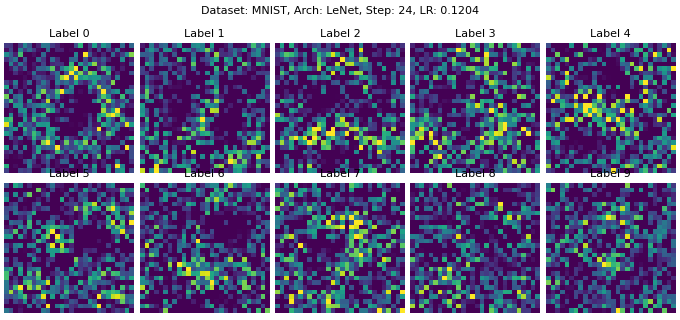 Dataset: MNIST, Arch: LeNet, Step: 24, LR: 0.1204
Label 0 Label 1 Label 2 Label 3 Label 4
Label 5 Label 6 Label 7 Label 8 Label 9